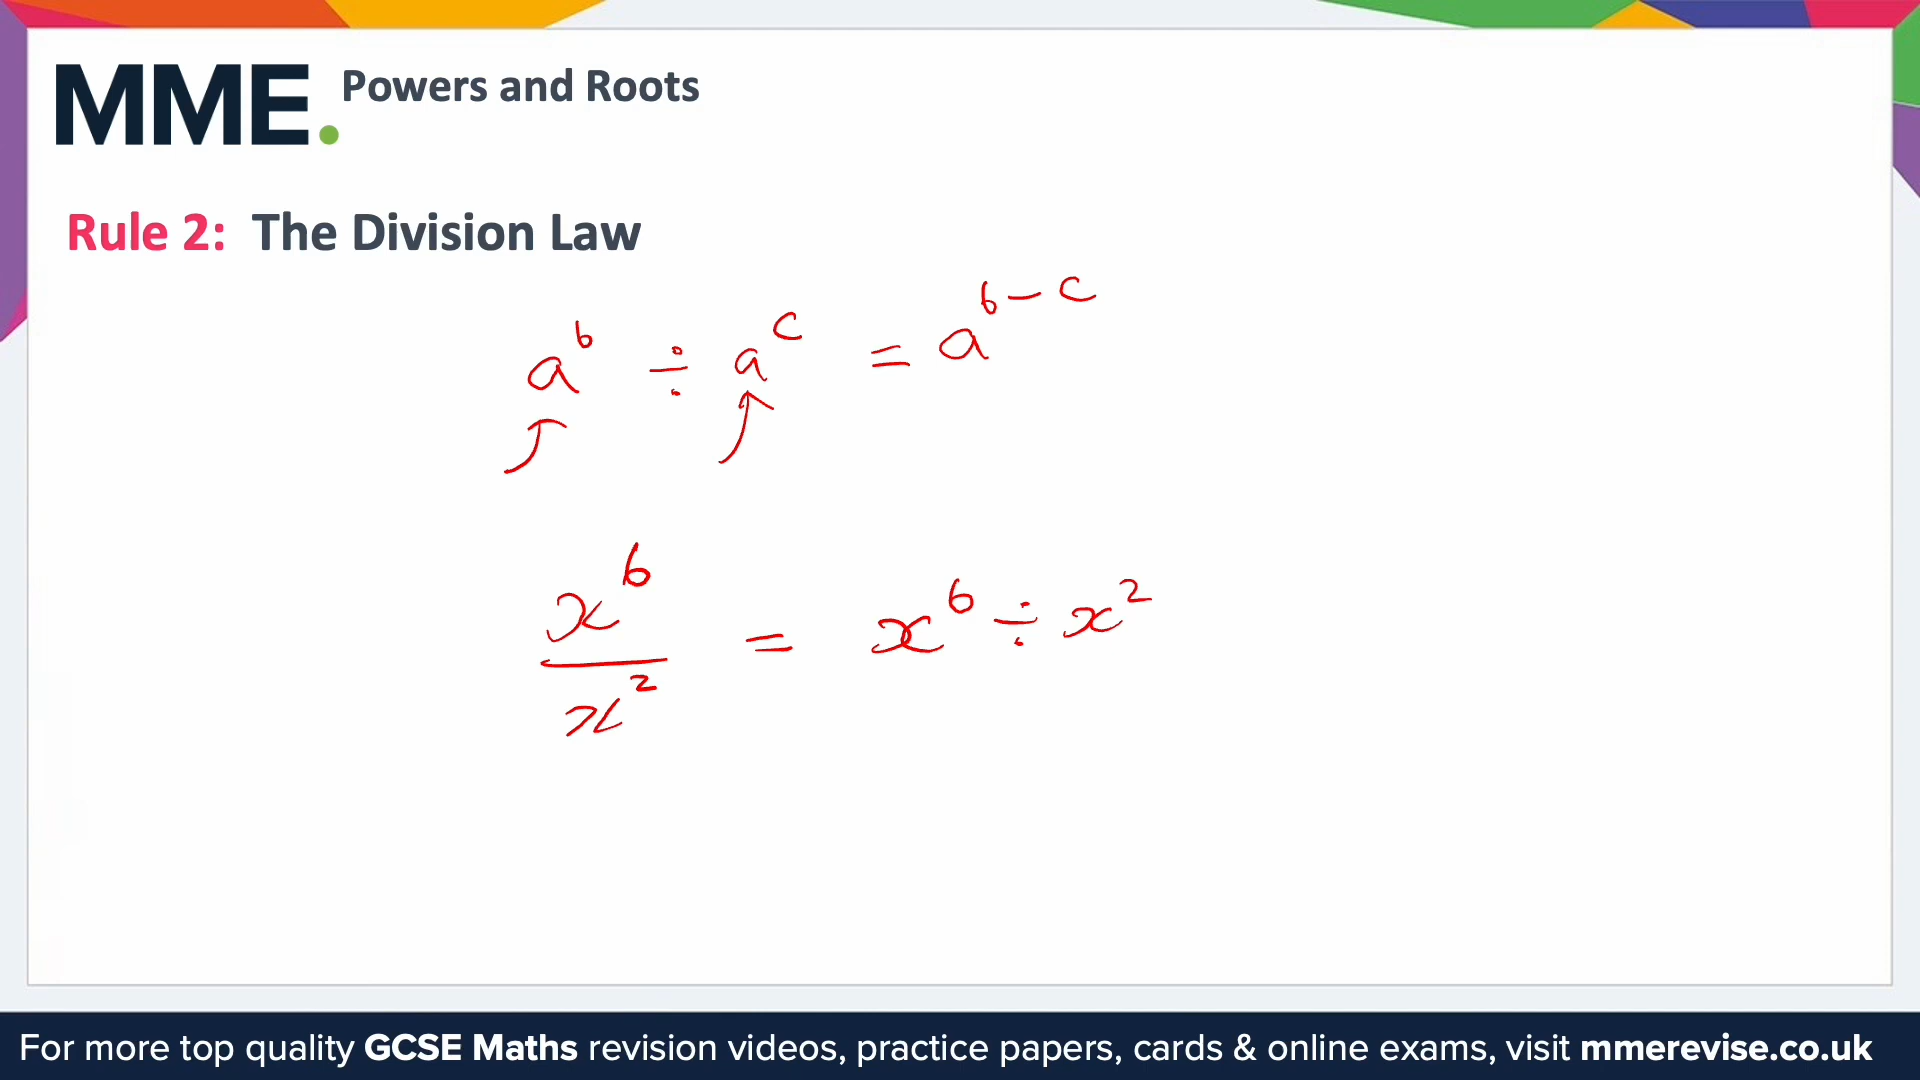 MME. Powers and Roots
Rule 2: The Division Law
a^b ÷ a^c = a^{b-c}
x^6 / x^2 = x^6 ÷ x^2
For more top quality GCSE Maths revision videos, practice papers, cards & online exams, visit mmerevise.co.uk